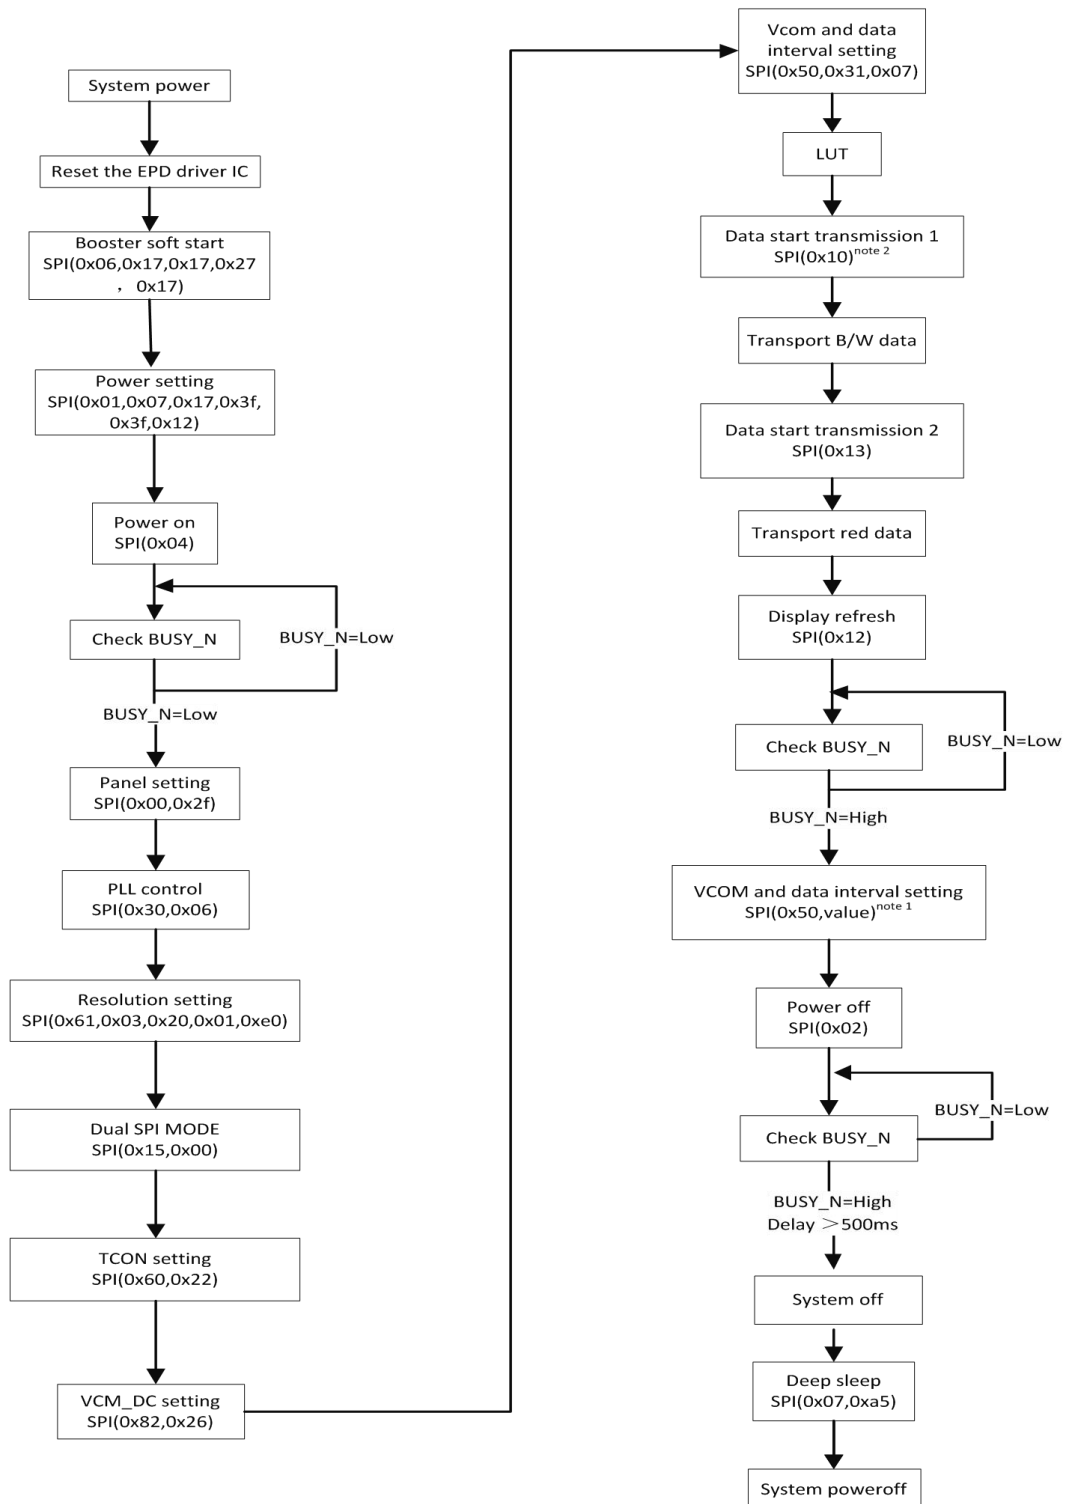 System power
Reset the EPD driver IC
Booster soft start
SPI(0x06,0x17,0x17,0x27
，0x17)
Power setting
SPI(0x01,0x07,0x17,0x3f,
0x3f,0x12)
Power on
SPI(0x04)
Check BUSY_N
BUSY_N=Low
BUSY_N=Low
Panel setting
SPI(0x00,0x2f)
PLL control
SPI(0x30,0x06)
Resolution setting
SPI(0x61,0x03,0x20,0x01,0xe0)
Dual SPI MODE
SPI(0x15,0x00)
TCON setting
SPI(0x60,0x22)
VCM_DC setting
SPI(0x82,0x26)
Vcom and data
interval setting
SPI(0x50,0x31,0x07)
LUT
Data start transmission 1
SPI(0x10)note 2
Transport B/W data
Data start transmission 2
SPI(0x13)
Transport red data
Display refresh
SPI(0x12)
Check BUSY_N
BUSY_N=Low
BUSY_N=High
VCOM and data interval setting
SPI(0x50,value)note 1
Power off
SPI(0x02)
Check BUSY_N
BUSY_N=Low
BUSY_N=High
Delay ＞500ms
System off
Deep sleep
SPI(0x07,0xa5)
System poweroff